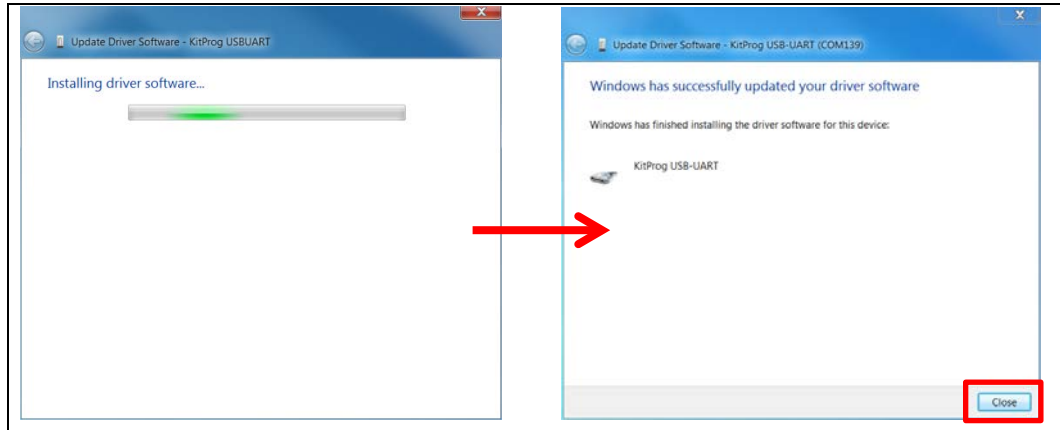 Update Driver Software - KitProg USBUART
Installing driver software...
Update Driver Software - KitProg USB-UART (COM139)
Windows has successfully updated your driver software
Windows has finished installing the driver software for this device:
KitProg USB-UART
Close